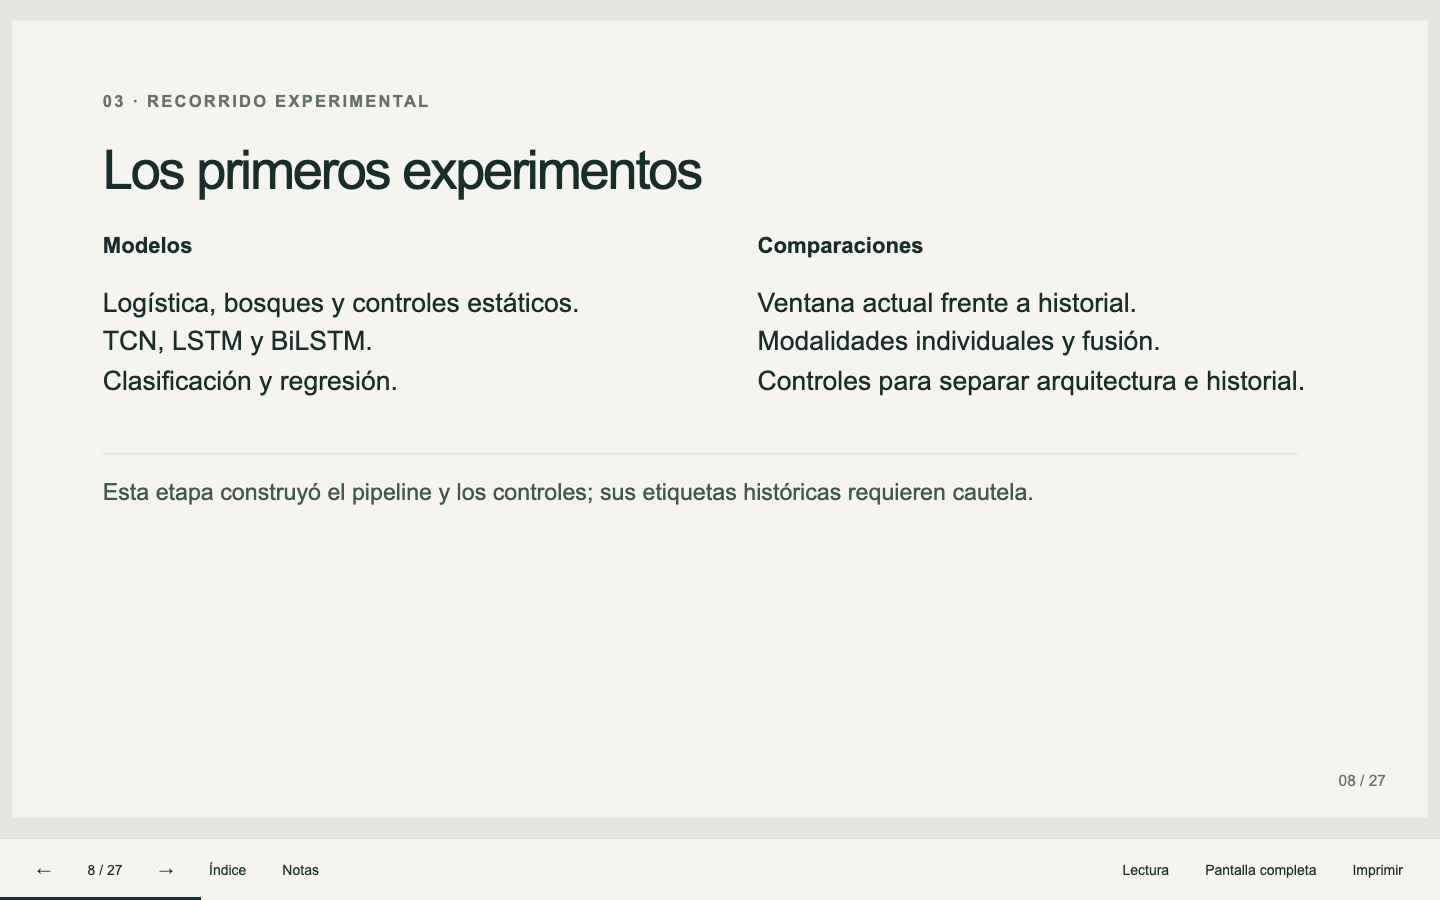 03 · RECORRIDO EXPERIMENTAL
Los primeros experimentos
Modelos
Logística, bosques y controles estáticos.
TCN, LSTM y BiLSTM.
Clasificación y regresión.
Comparaciones
Ventana actual frente a historial.
Modalidades individuales y fusión.
Controles para separar arquitectura e historial.
Esta etapa construyó el pipeline y los controles; sus etiquetas históricas requieren cautela.
08 / 27
← 8 / 27 → Índice Notas Lectura Pantalla completa Imprimir